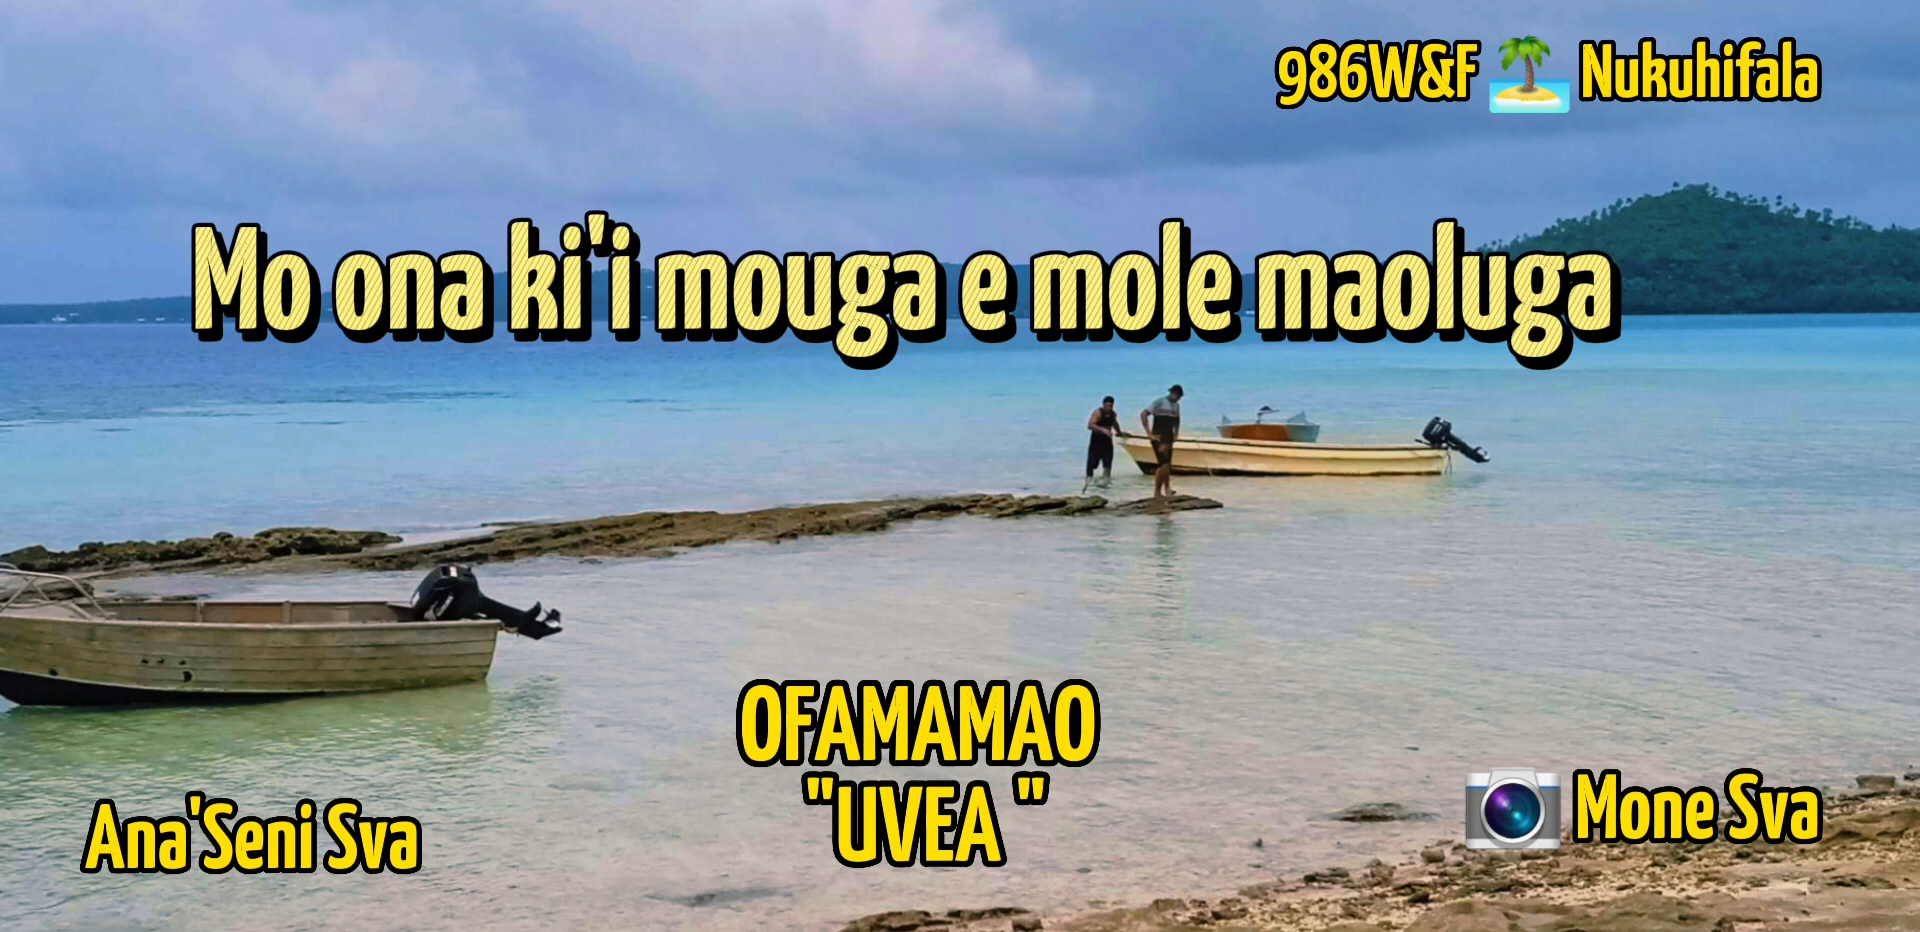 986W&F 🏝️ Nukuhifala
Mo ona ki'i mouga e mole maoluga
OFAMAMAO
"UVEA "
Ana'Seni Sva
📷 Mone Sva